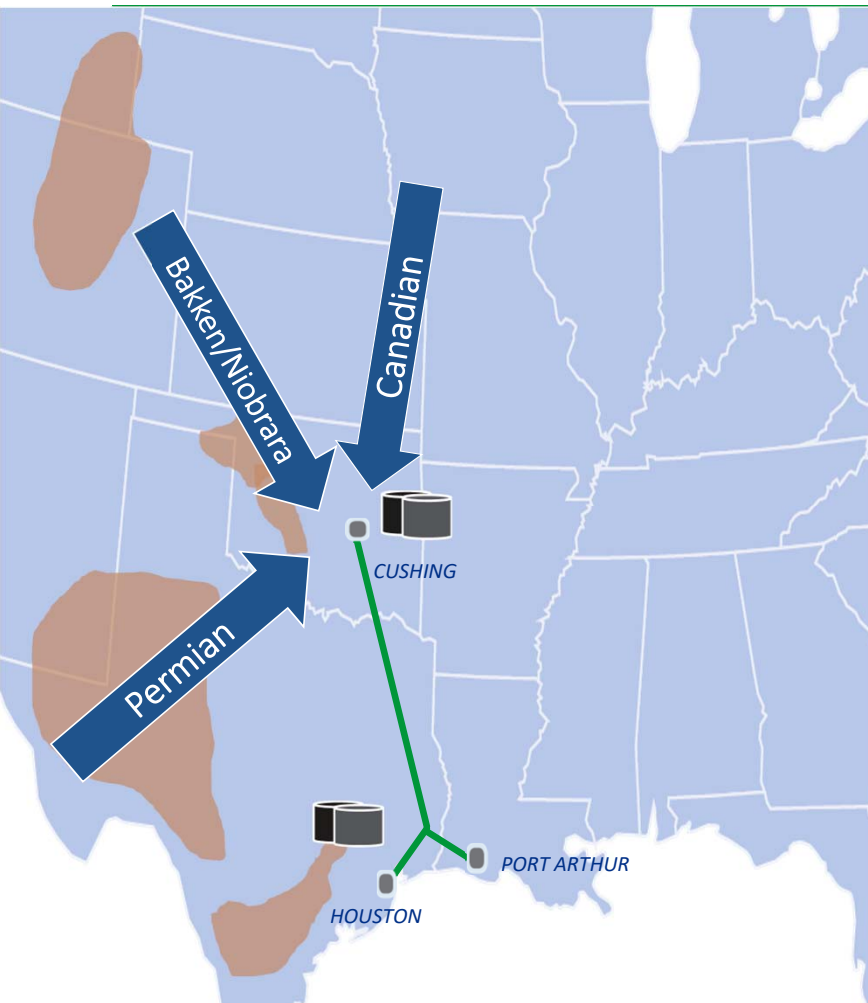 Bakken/Niobrara
Canadian
CUSHING
Permian
PORT ARTHUR
HOUSTON